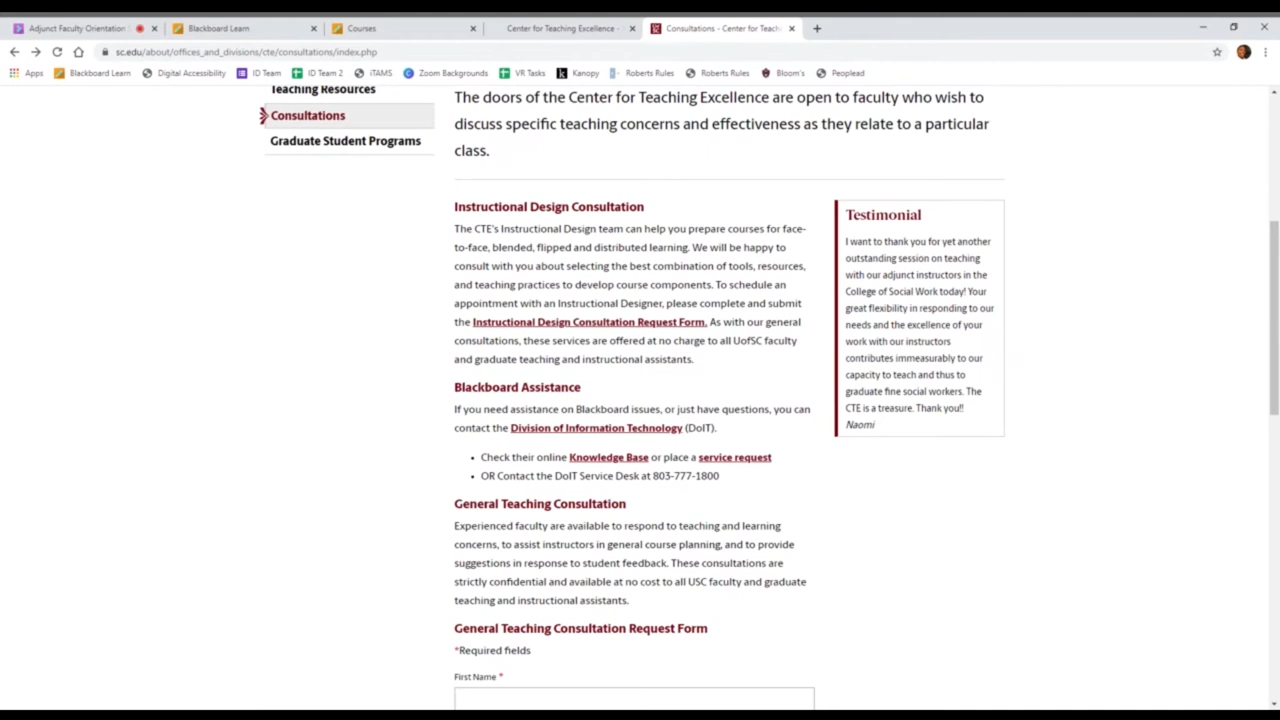 Adjunct Faculty Orientation
Blackboard Learn
Courses
Center for Teaching Excellence -
Consultations - Center for Teach
sc.edu/about/offices_and_divisions/cte/consultations/index.php
Apps
Blackboard Learn
Digital Accessibility
ID Team
ID Team 2
iTAMS
Zoom Backgrounds
VR Tasks
Kanopy
Roberts Rules
Roberts Rules
Bloom's
Peoplead
Teaching Resources
Consultations
Graduate Student Programs
The doors of the Center for Teaching Excellence are open to faculty who wish to
discuss specific teaching concerns and effectiveness as they relate to a particular
class.
Instructional Design Consultation
The CTE's Instructional Design team can help you prepare courses for face-
to-face, blended, flipped and distributed learning. We will be happy to
consult with you about selecting the best combination of tools, resources,
and teaching practices to develop course components. To schedule an
appointment with an Instructional Designer, please complete and submit
the Instructional Design Consultation Request Form. As with our general
consultations, these services are offered at no charge to all UofSC faculty
and graduate teaching and instructional assistants.
Blackboard Assistance
If you need assistance on Blackboard issues, or just have questions, you can
contact the Division of Information Technology (DoIT).
• Check their online Knowledge Base or place a service request
• OR Contact the DoIT Service Desk at 803-777-1800
General Teaching Consultation
Experienced faculty are available to respond to teaching and learning
concerns, to assist instructors in general course planning, and to provide
suggestions in response to student feedback. These consultations are
strictly confidential and available at no cost to all USC faculty and graduate
teaching and instructional assistants.
General Teaching Consultation Request Form
*Required fields
First Name *
Testimonial
I want to thank you for yet another
outstanding session on teaching
with our adjunct instructors in the
College of Social Work today! Your
great flexibility in responding to our
needs and the excellence of your
work with our instructors
contributes immeasurably to our
capacity to teach and thus to
graduate fine social workers. The
CTE is a treasure. Thank you!!
Naomi